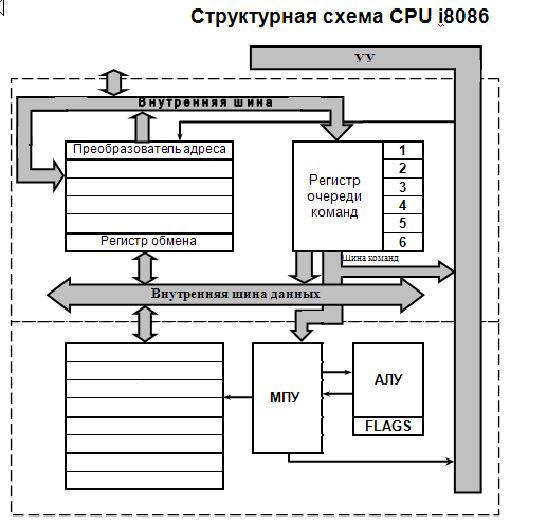 Структурная схема CPU i8086
УУ
Внутренняя шина
Преобразователь адреса
Регистр обмена
Регистр
очереди
команд
1
2
3
4
5
6
Шина команд
Внутренняя шина данных
МПУ
АЛУ
FLAGS